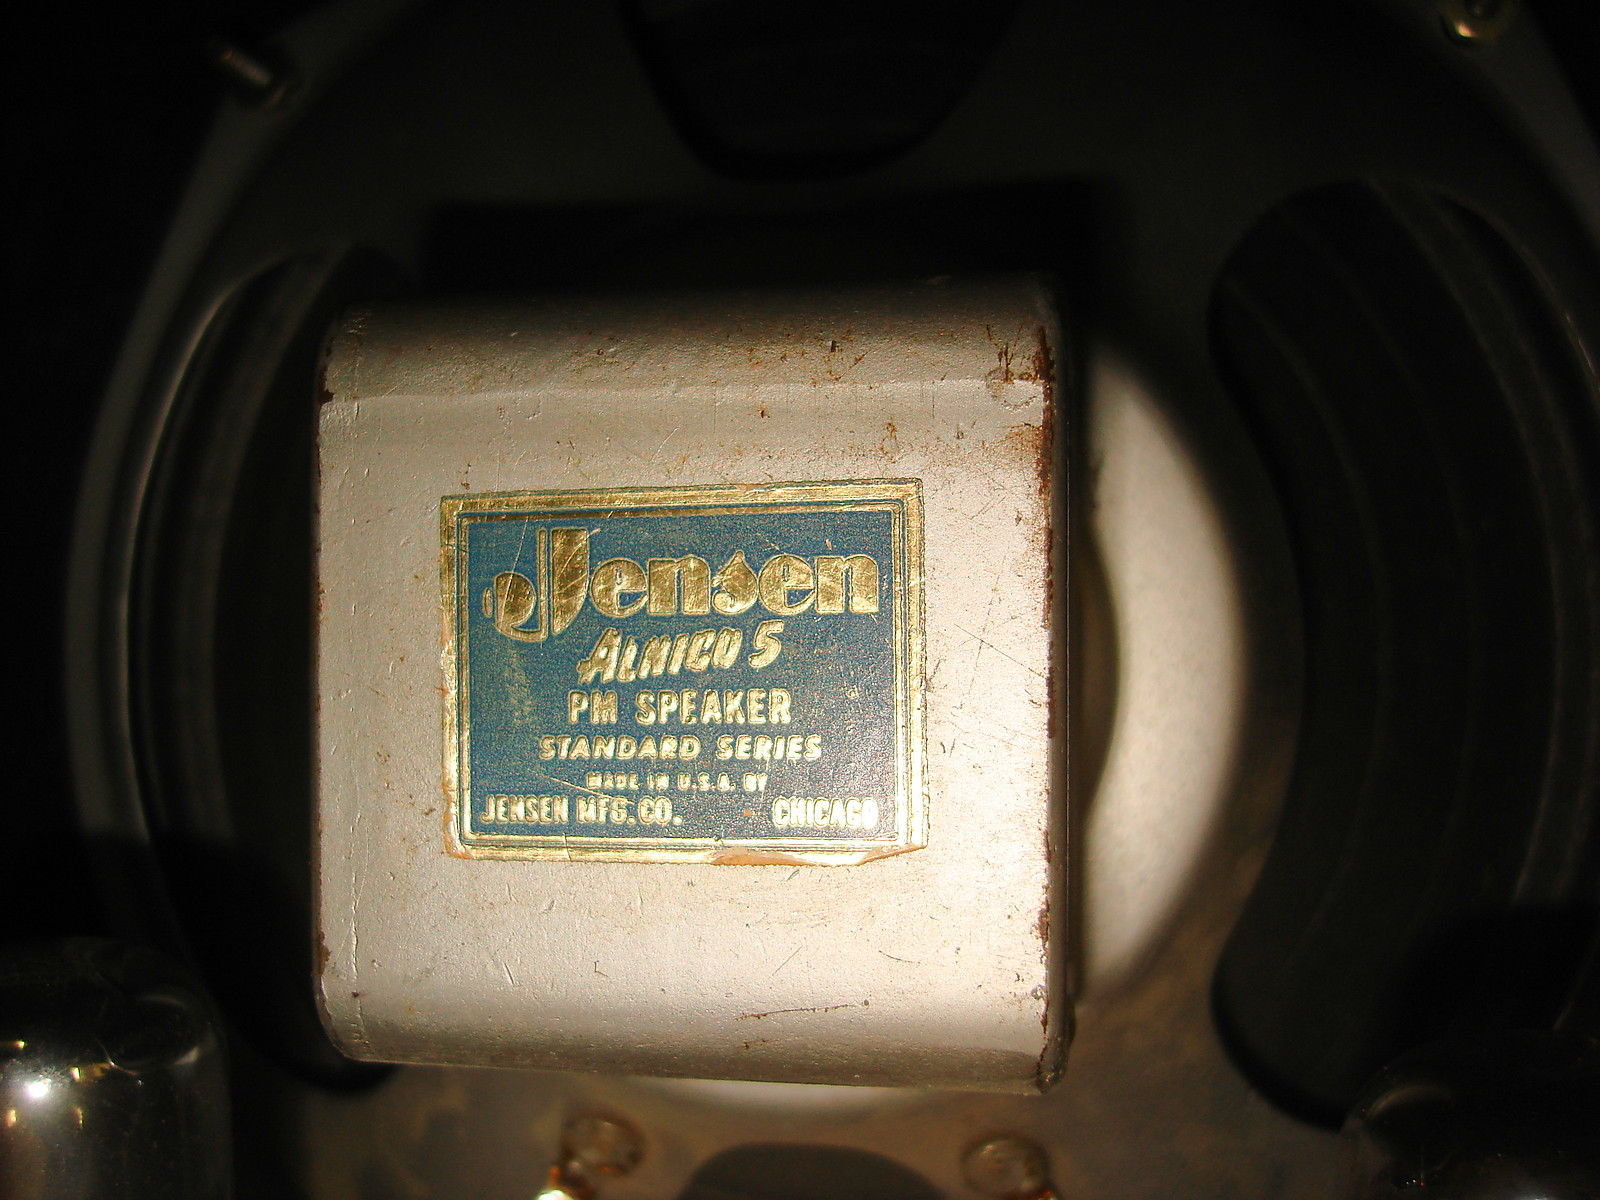 Jensen
ALNICO 5
PM SPEAKER
STANDARD SERIES
MADE IN U.S.A. BY
JENSEN MFG. CO. CHICAGO